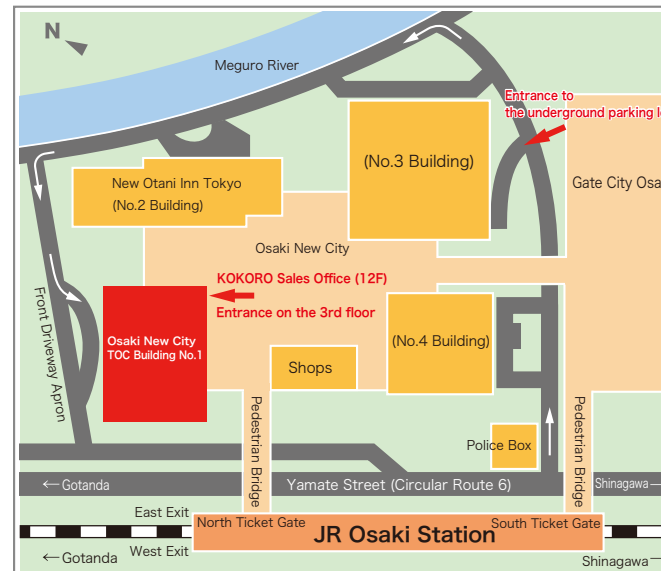 N
Meguro River
Entrance to
the underground parking l
New Otani Inn Tokyo
(No.2 Building)
(No.3 Building)
Gate City Osa
Osaki New City
KOKORO Sales Office (12F)
Entrance on the 3rd floor
Front Driveway Apron
Osaki New City
TOC Building No.1
(No.4 Building)
Shops
Pedestrian Bridge
Police Box
Pedestrian Bridge
←Gotanda
Yamate Street (Circular Route 6)
Shinagawa
East Exit
North Ticket Gate
South Ticket Gate
JR Osaki Station
West Exit
←Gotanda
Shinagawa